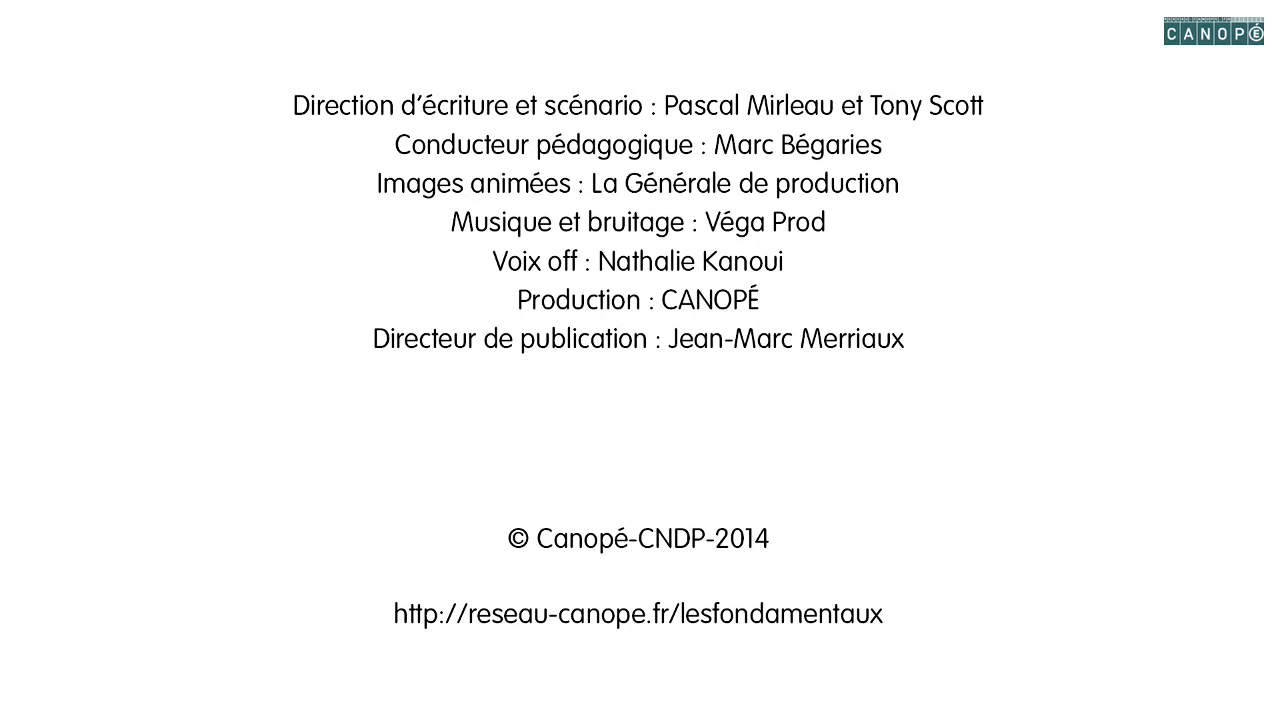 CANOPÉ
Direction d’écriture et scénario : Pascal Mirleau et Tony Scott
Conducteur pédagogique : Marc Bégaries
Images animées : La Générale de production
Musique et bruitage : Véga Prod
Voix off : Nathalie Kanoui
Production : CANOPÉ
Directeur de publication : Jean-Marc Merriaux
© Canopé-CNDP-2014
http://reseau-canope.fr/lesfondamentaux